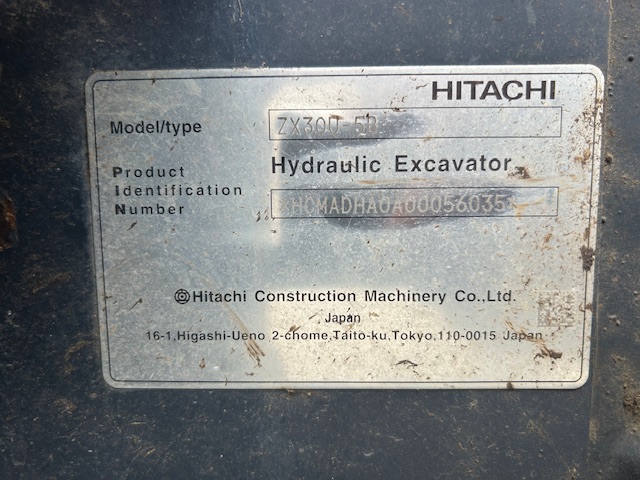 HITACHI
Model/type ZX30U-5B
Hydraulic Excavator
Product
Identification
Number *HCMADHA0A00056035*
Hitachi Construction Machinery Co.,Ltd.
Japan
16-1,Higashi-Ueno 2-chome,Taito-ku,Tokyo,110-0015 Japan